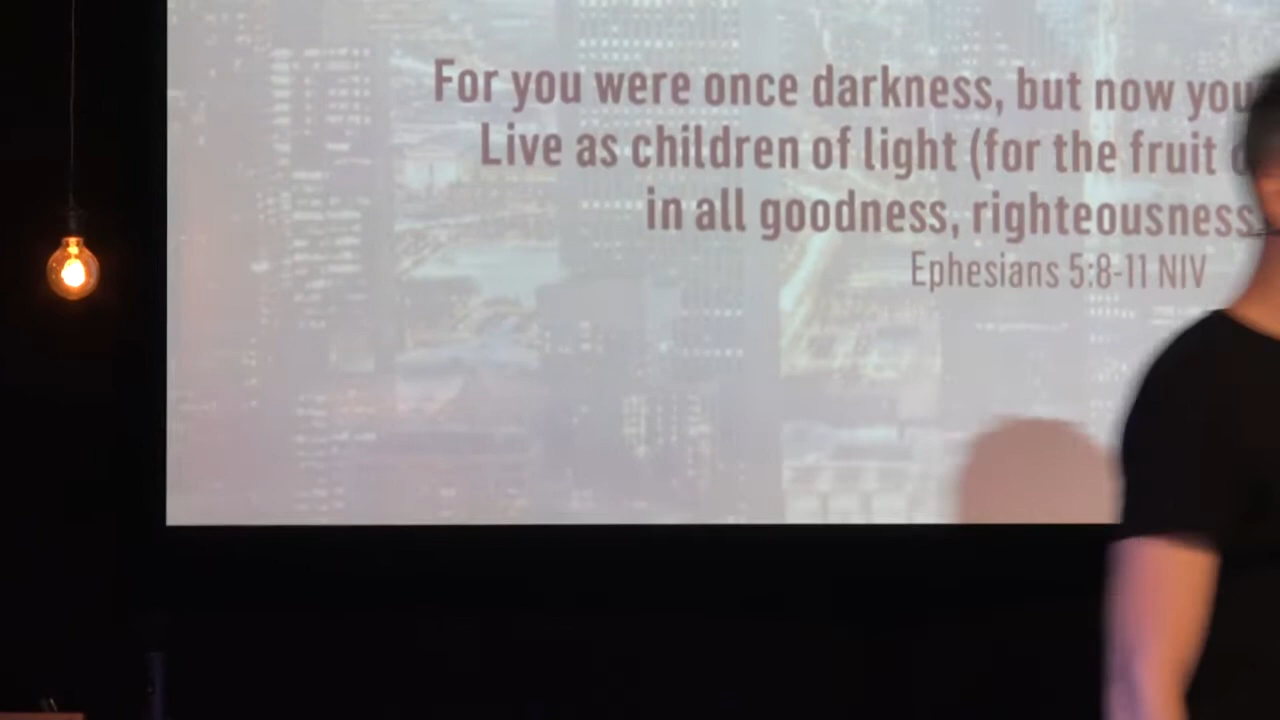 For you were once darkness, but now you
Live as children of light (for the fruit
in all goodness, righteousness
Ephesians 5:8-11 NIV